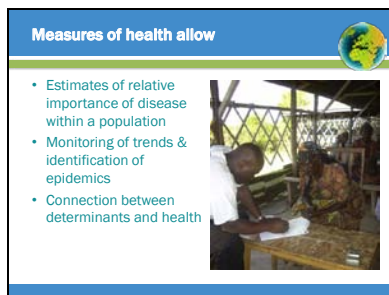 Measures of health allow
• Estimates of relative
importance of disease
within a population
• Monitoring of trends &
identification of
epidemics
• Connection between
determinants and health